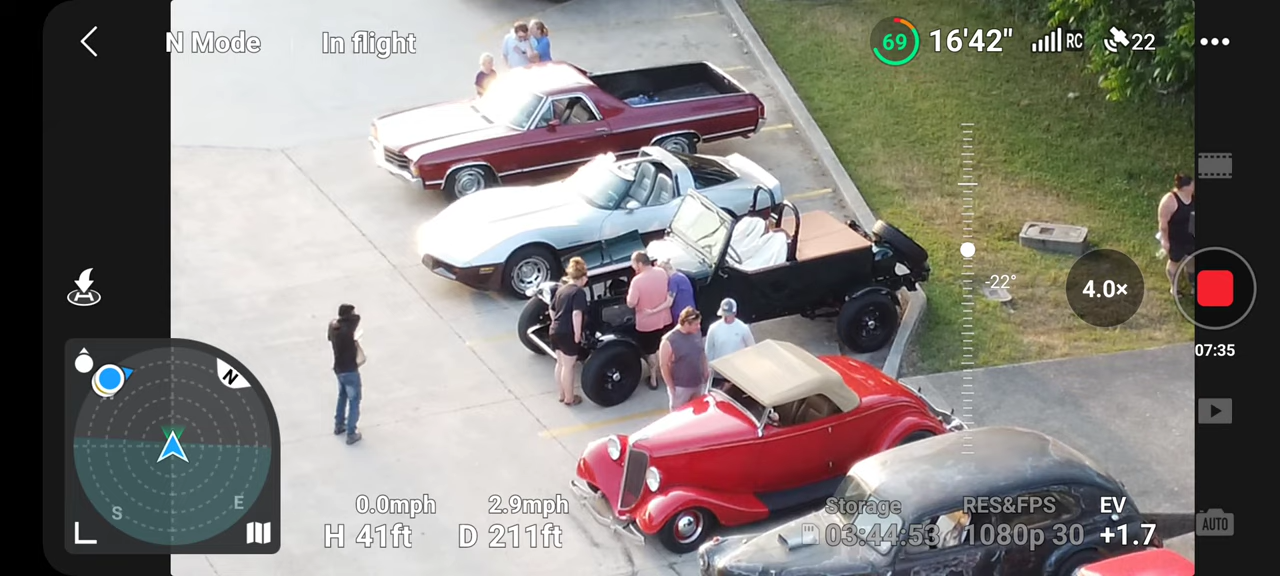 N Mode
In flight
69
16'42"
RC
22
-22°
4.0×
07:35
N
S
E
0.0mph
2.9mph
H 41ft
D 211ft
Storage
03:44:53
RES&FPS
1080p 30
EV
+1.7
AUTO